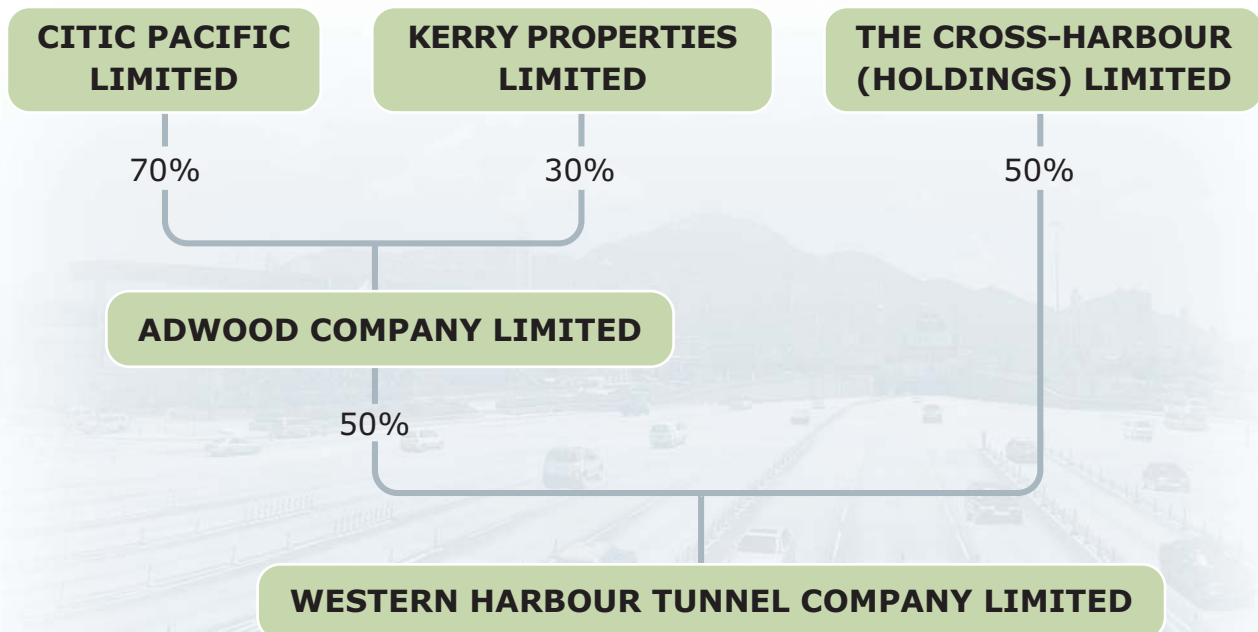 CITIC PACIFIC
LIMITED
KERRY PROPERTIES
LIMITED
THE CROSS-HARBOUR
(HOLDINGS) LIMITED
70%
30%
50%
ADWOOD COMPANY LIMITED
50%
WESTERN HARBOUR TUNNEL COMPANY LIMITED